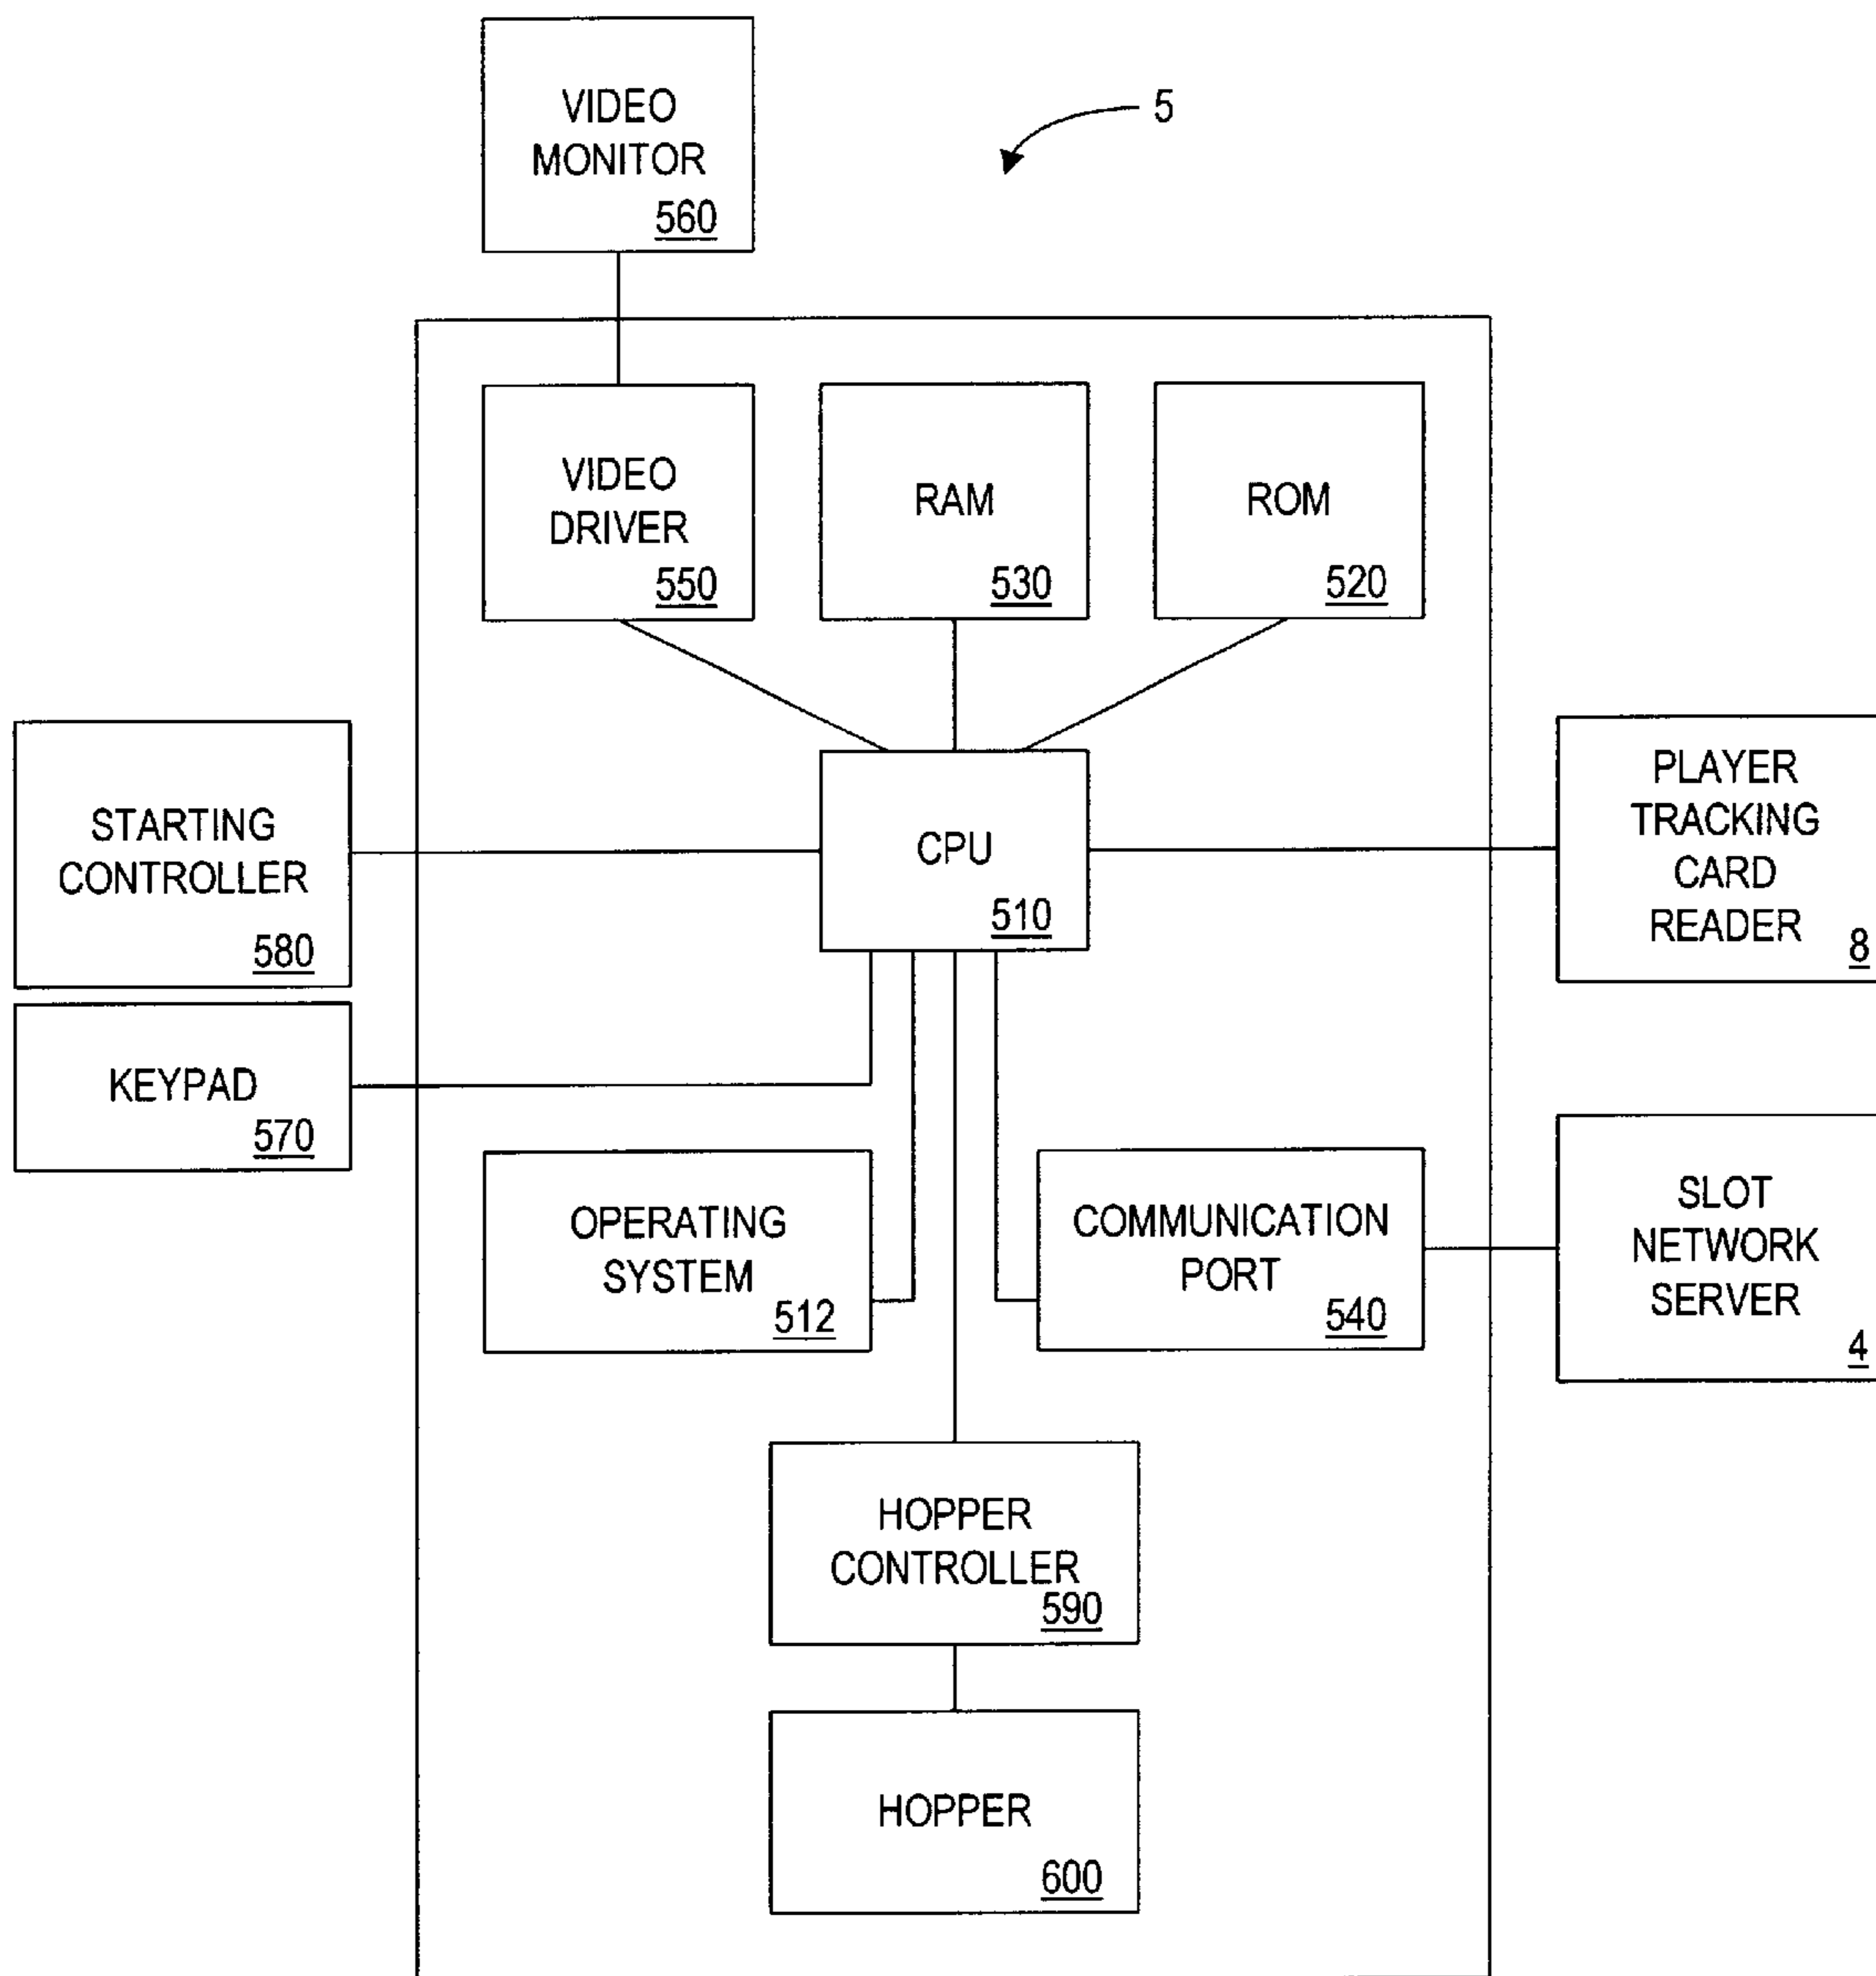 VIDEO
MONITOR
560
5
VIDEO
DRIVER
550
RAM
530
ROM
520
STARTING
CONTROLLER
580
CPU
510
PLAYER
TRACKING
CARD
READER
8
KEYPAD
570
OPERATING
SYSTEM
512
COMMUNICATION
PORT
540
SLOT
NETWORK
SERVER
4
HOPPER
CONTROLLER
590
HOPPER
600